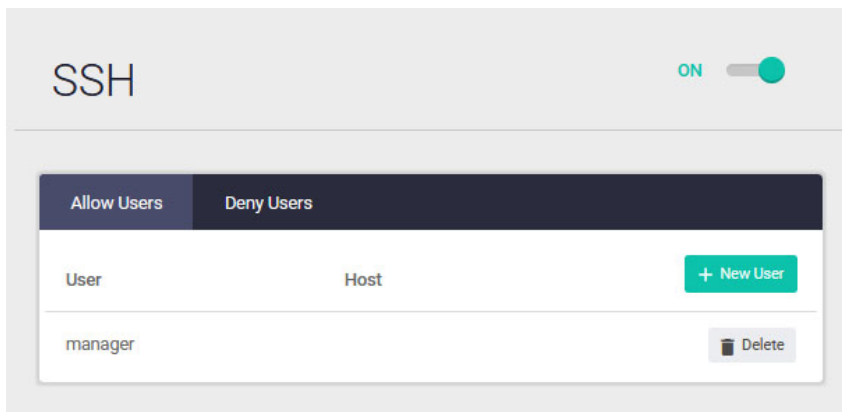 SSH
ON
Allow Users
Deny Users
User
Host
+ New User
manager
Delete